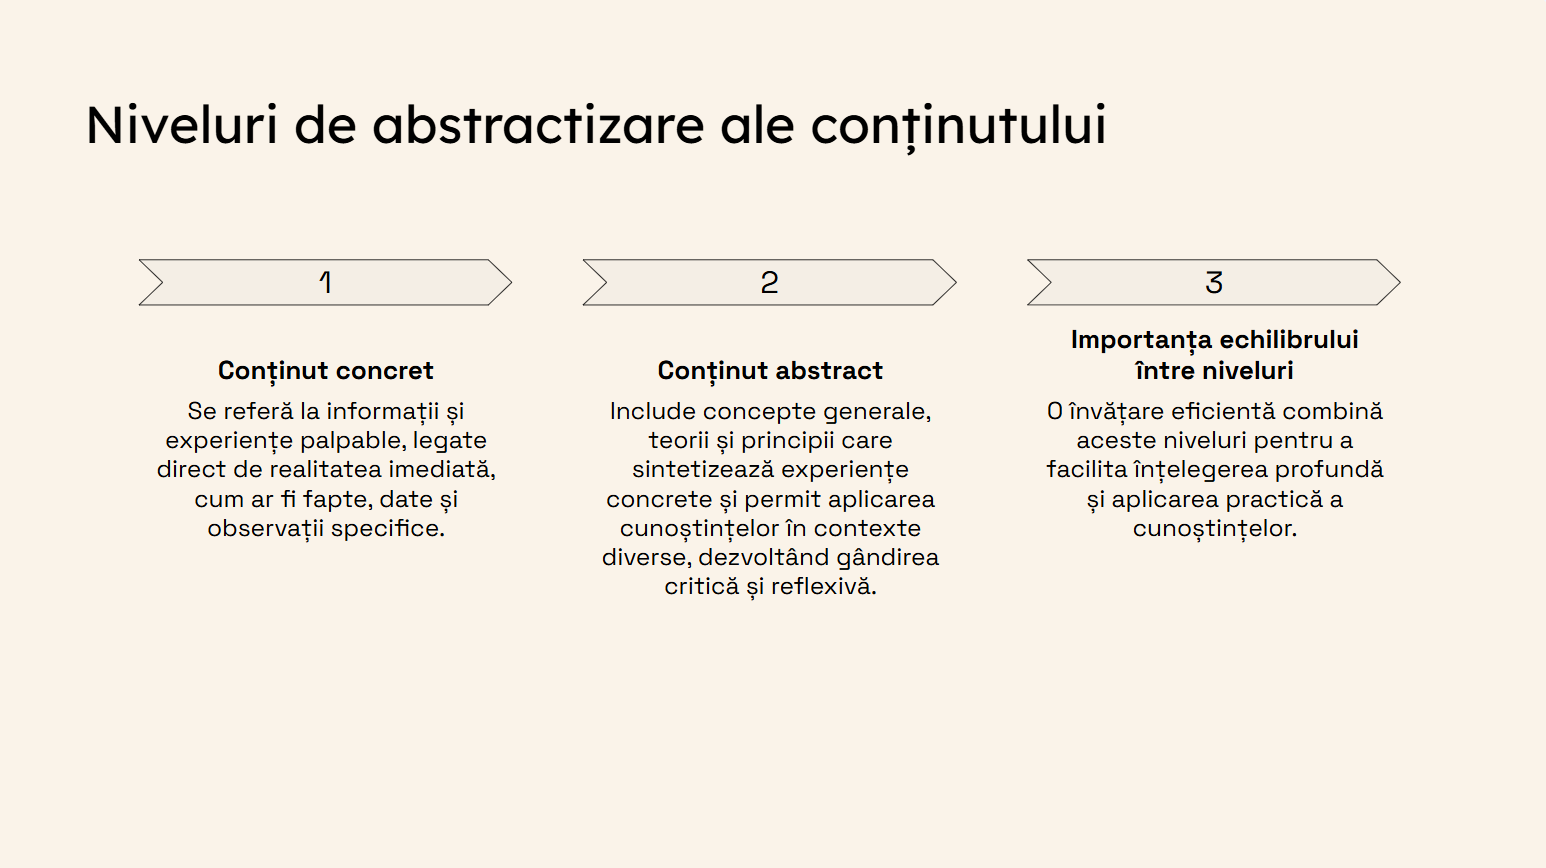 Niveluri de abstractizare ale conținutului
1
Conținut concret
Se referă la informații și
experiențe palpabile, legate
direct de realitatea imediată,
cum ar fi fapte, date și
observații specifice.
2
Conținut abstract
Include concepte generale,
teorii și principii care
sintetizează experiențe
concrete și permit aplicarea
cunoștințelor în contexte
diverse, dezvoltând gândirea
critică și reflexivă.
3
Importanța echilibrului
între niveluri
O învățare eficientă combină
aceste niveluri pentru a
facilita înțelegerea profundă
și aplicarea practică a
cunoștințelor.